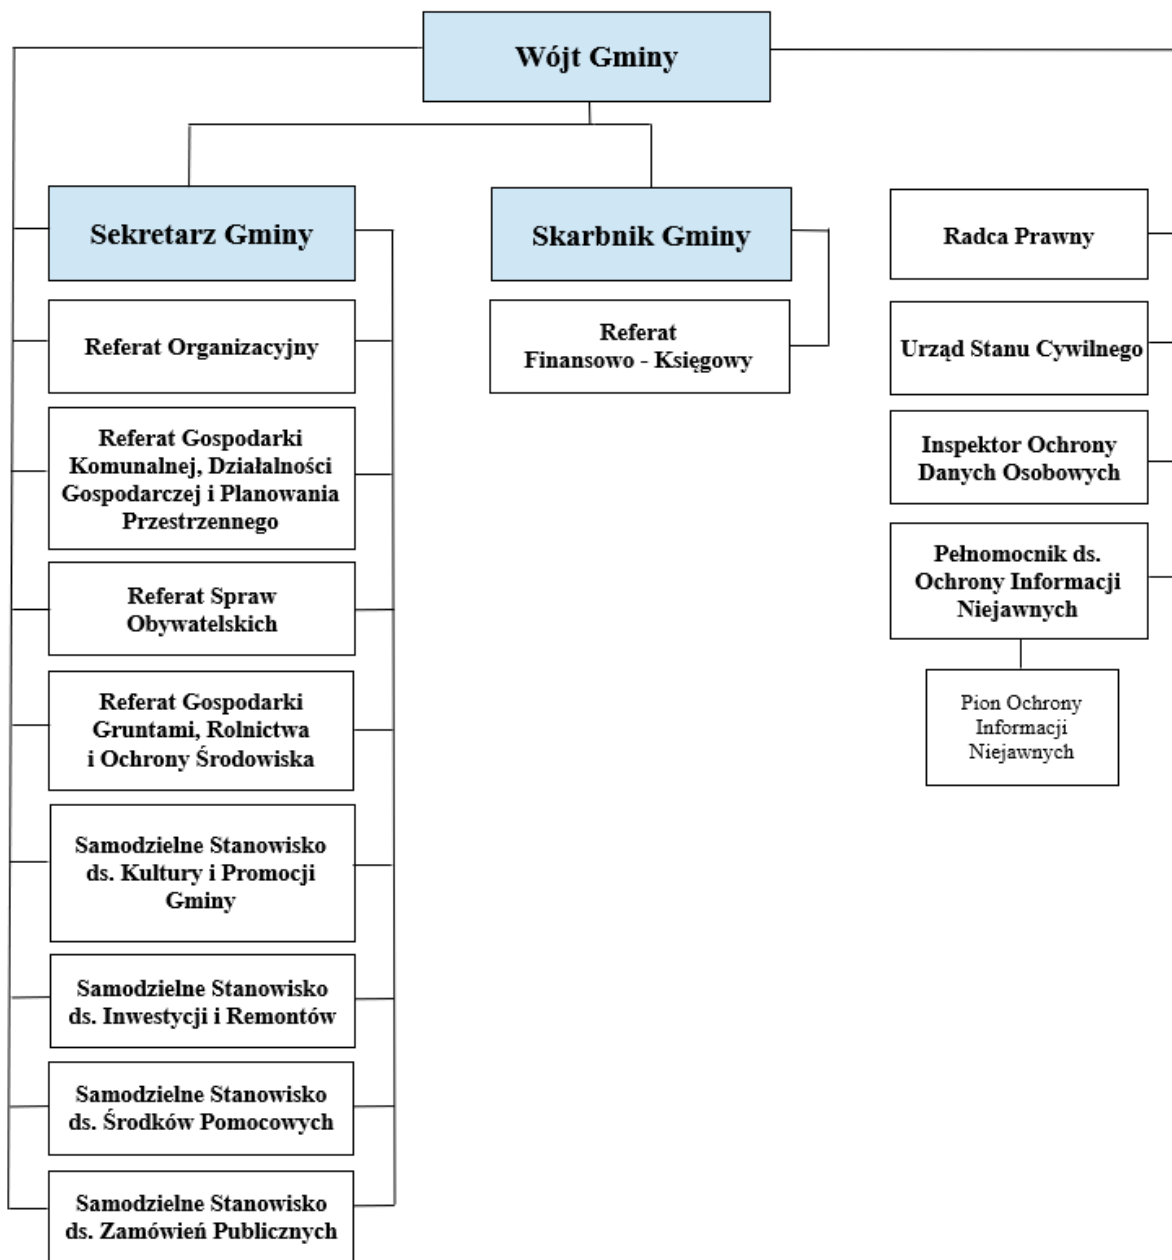 Wójt Gminy
Sekretarz Gminy
Skarbnik Gminy
Radca Prawny
Referat Organizacyjny
Referat
Finansowo - Księgowy
Urząd Stanu Cywilnego
Referat Gospodarki
Komunalnej, Działalności
Gospodarczej i Planowania
Przestrzennego
Inspektor Ochrony
Danych Osobowych
Referat Spraw
Obywatelskich
Pełnomocnik ds.
Ochrony Informacji
Niejawnych
Referat Gospodarki
Gruntami, Rolnictwa
i Ochrony Środowiska
Pion Ochrony
Informacji
Niejawnych
Samodzielne Stanowisko
ds. Kultury i Promocji
Gminy
Samodzielne Stanowisko
ds. Inwestycji i Remontów
Samodzielne Stanowisko
ds. Środków Pomocowych
Samodzielne Stanowisko
ds. Zamówień Publicznych